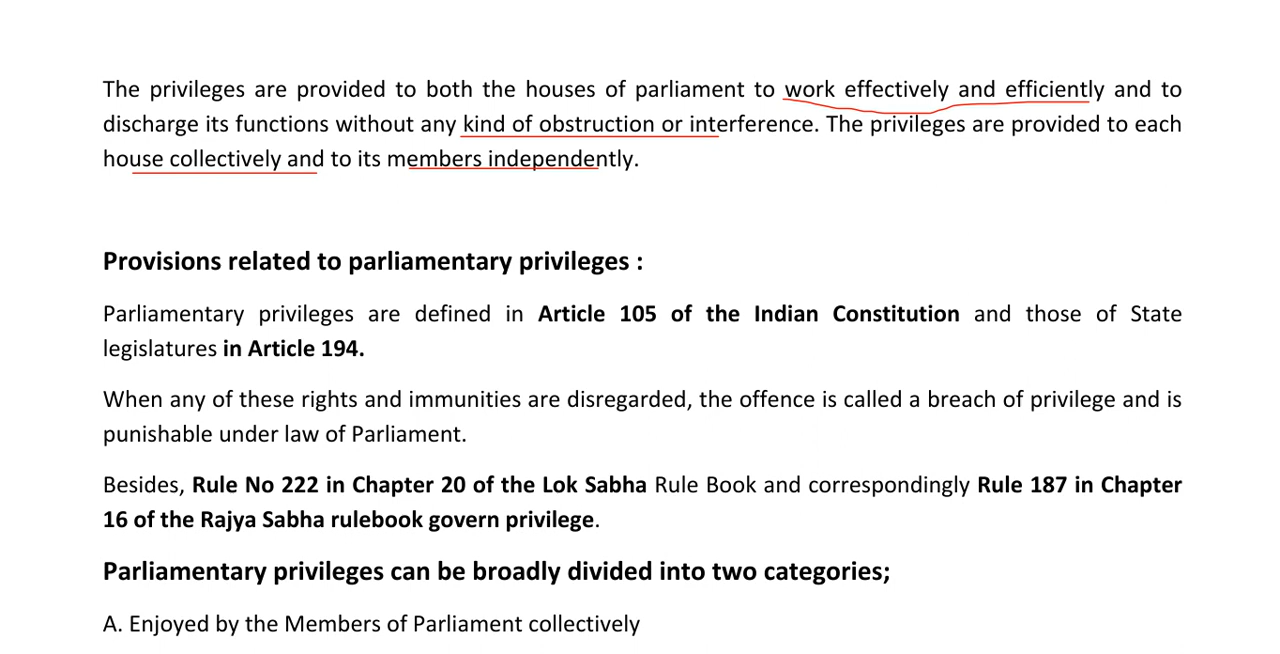 The privileges are provided to both the houses of parliament to work effectively and efficiently and to
discharge its functions without any kind of obstruction or interference. The privileges are provided to each
house collectively and to its members independently.
Provisions related to parliamentary privileges :
Parliamentary privileges are defined in Article 105 of the Indian Constitution and those of State
legislatures in Article 194.
When any of these rights and immunities are disregarded, the offence is called a breach of privilege and is
punishable under law of Parliament.
Besides, Rule No 222 in Chapter 20 of the Lok Sabha Rule Book and correspondingly Rule 187 in Chapter
16 of the Rajya Sabha rulebook govern privilege.
Parliamentary privileges can be broadly divided into two categories;
A. Enjoyed by the Members of Parliament collectively